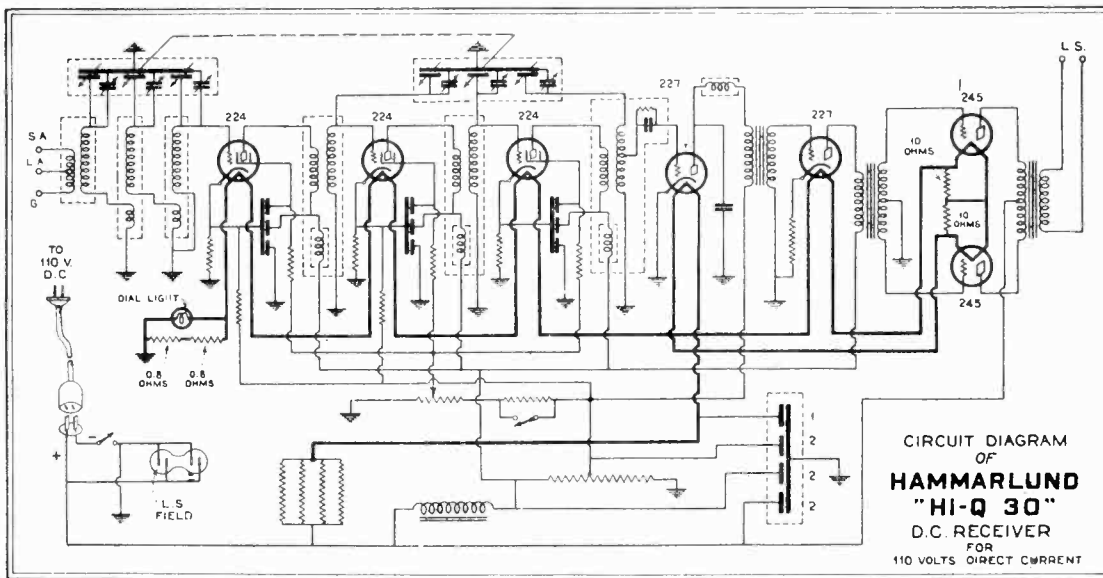 L. S.
227
245
224
224
224
227
10
OHMS
S A
L A
G
10
OHMS
TO
110 V.
D.C
245
DIAL LIGHT
0.8
OHMS
0.8
OHMS
1
2
2
2
-
+
L.S
FIELD
CIRCUIT DIAGRAM
OF
HAMMARLUND
"HI-Q 30"
D.C. RECEIVER
FOR
110 VOLTS DIRECT CURRENT